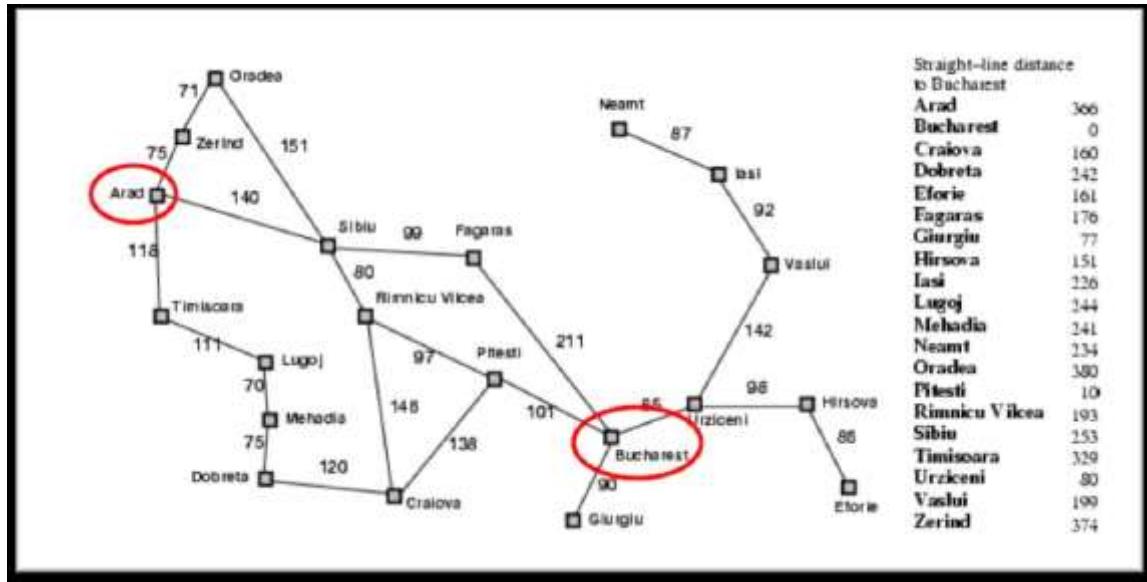 Oradea
71
Neamt
87
Zerind
151
75
Iasi
Arad
140
92
Sibiu
99
Fagaras
118
80
Vaslui
Timisoara
Rimnicu Vilcea
111
Lugoj
97
Pitesti
211
142
70
98
Mehadia
146
101
85
Hirsova
Urziceni
75
138
86
120
Bucharest
Dobreta
90
Craiova
Giurgiu
Eforie
Straight-line distance
to Bucharest
Arad 366
Bucharest 0
Craiova 160
Dobreta 242
Eforie 161
Fagaras 176
Giurgiu 77
Hirsova 151
Iasi 226
Lugoj 244
Mehadia 241
Neamt 234
Oradea 380
Pitesti 10
Rimnicu Vilcea 193
Sibiu 253
Timisoara 329
Urziceni 80
Vaslui 199
Zerind 374